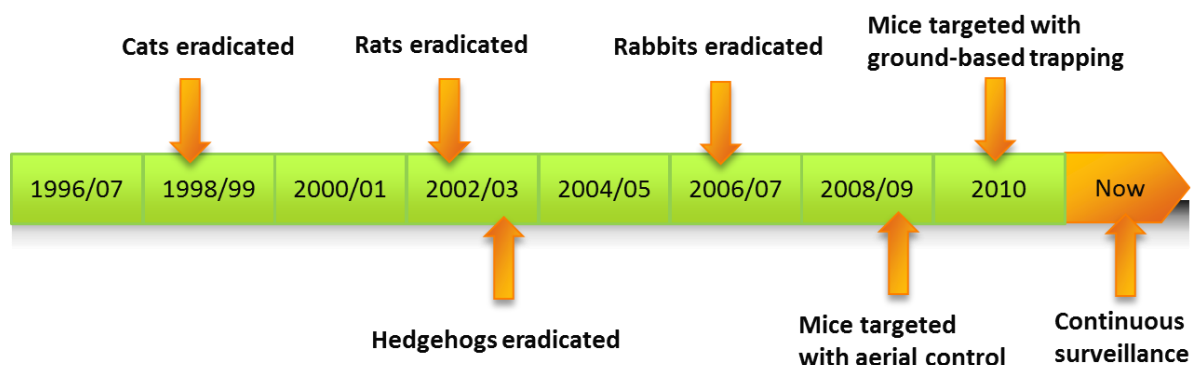 Cats eradicated
Rats eradicated
Rabbits eradicated
Mice targeted with
ground-based trapping
1996/07
1998/99
2000/01
2002/03
2004/05
2006/07
2008/09
2010
Now
Hedgehogs eradicated
Mice targeted
with aerial control
Continuous
surveillance